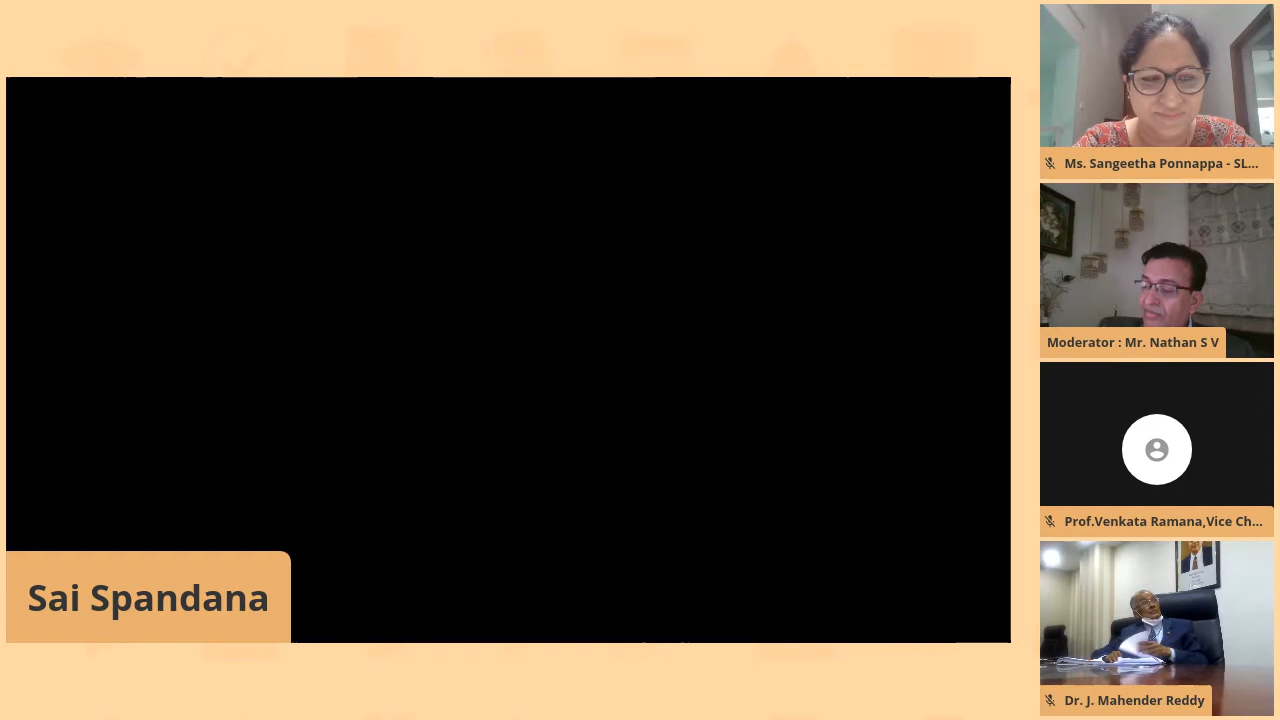 Sai Spandana
Ms. Sangeetha Ponnappa - SL...
Moderator : Mr. Nathan S V
Prof.Venkata Ramana,Vice Ch...
Dr. J. Mahender Reddy